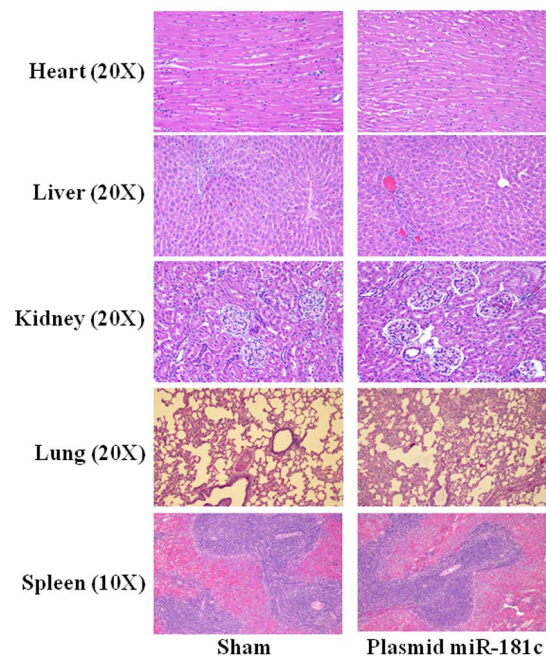 Heart (20X)
Liver (20X)
Kidney (20X)
Lung (20X)
Spleen (10X)
Sham Plasmid miR-181c